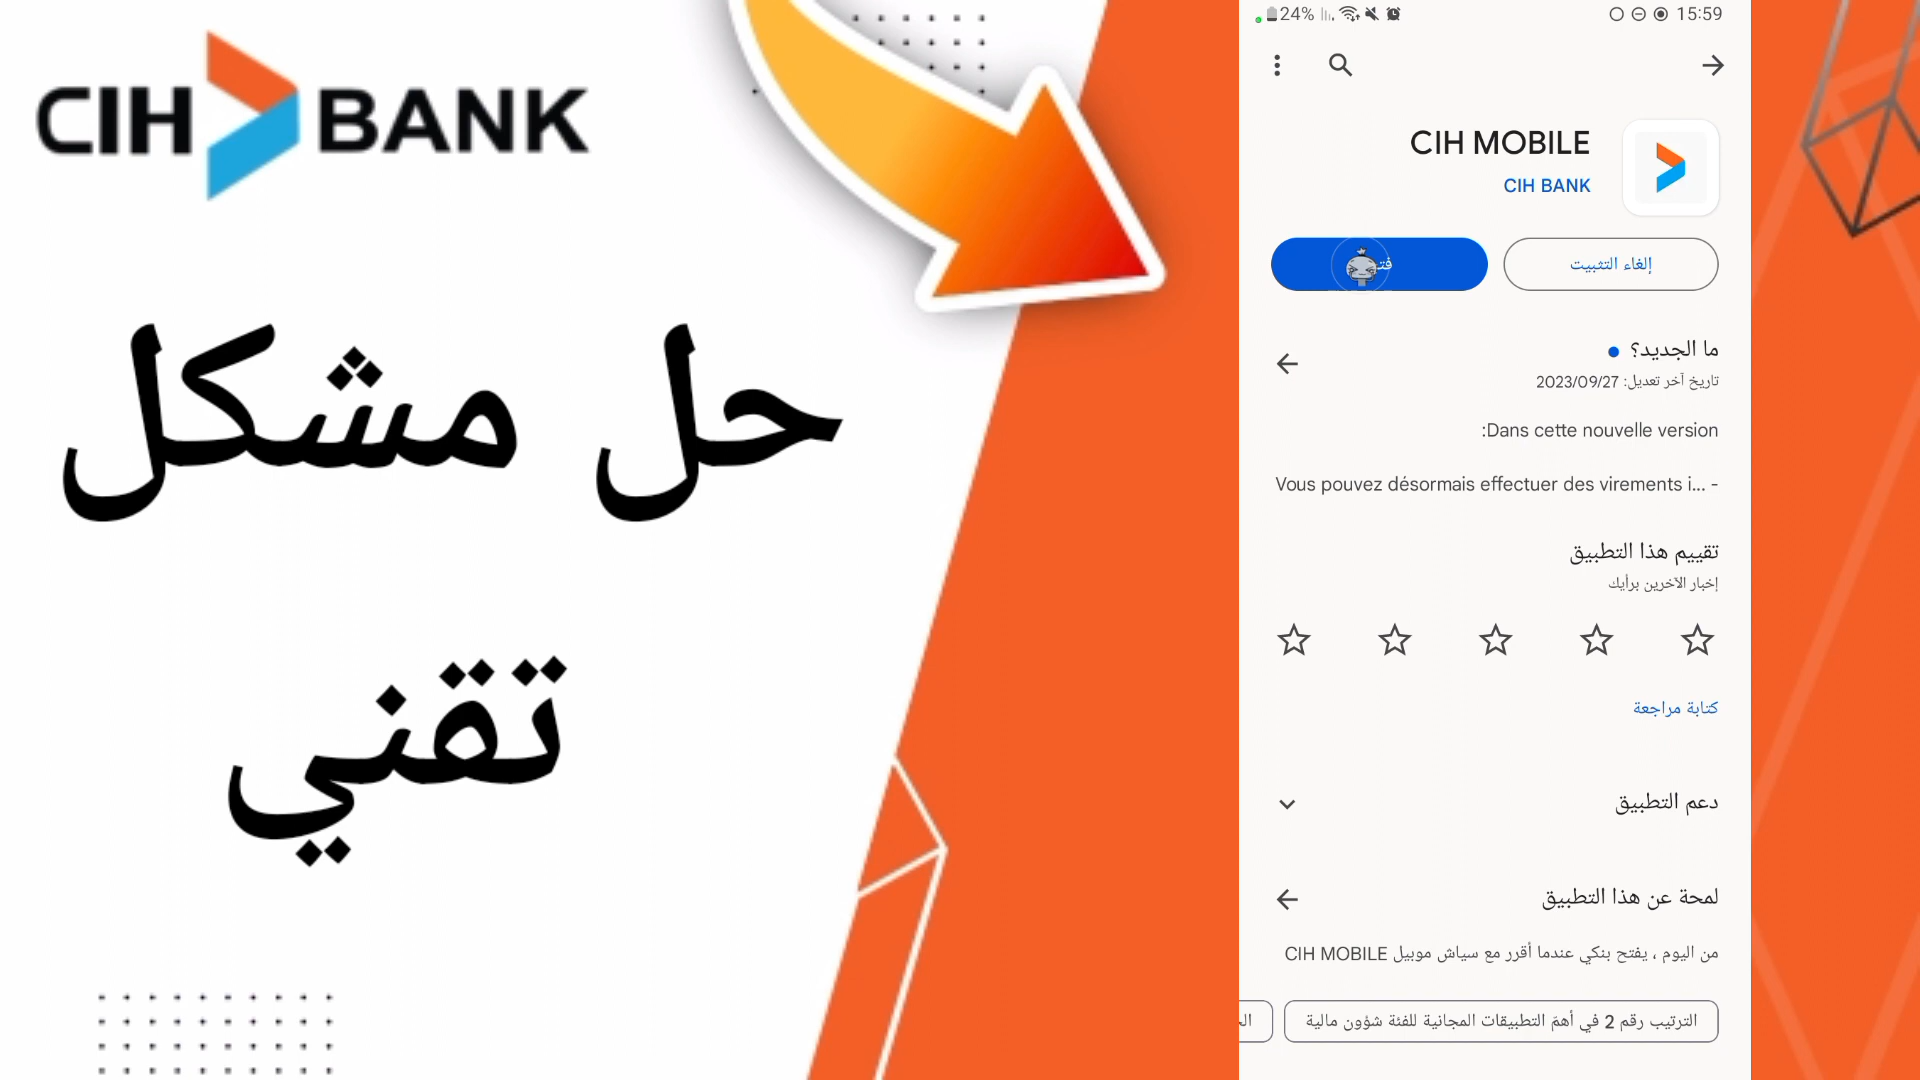 CIH BANK
حل مشكل
تقني
24%
15:59
CIH MOBILE
CIH BANK
إلغاء التثبيت
ما الجديد؟
تاريخ آخر تعديل: 2023/09/27
Dans cette nouvelle version:
- Vous pouvez désormais effectuer des virements i...
تقييم هذا التطبيق
إخبار الآخرين برأيك
كتابة مراجعة
دعم التطبيق
لمحة عن هذا التطبيق
من اليوم ، يفتح بنكي عندما أقرر مع سياش موبيل CIH MOBILE
الترتيب رقم 2 في أهمّ التطبيقات المجانية للفئة شؤون مالية